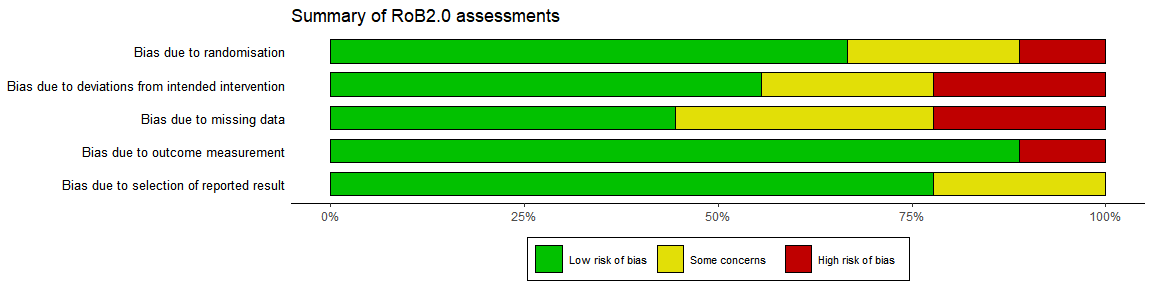 Summary of RoB2.0 assessments
Bias due to randomisation
Bias due to deviations from intended intervention
Bias due to missing data
Bias due to outcome measurement
Bias due to selection of reported result
0% 25% 50% 75% 100%
Low risk of bias Some concerns High risk of bias